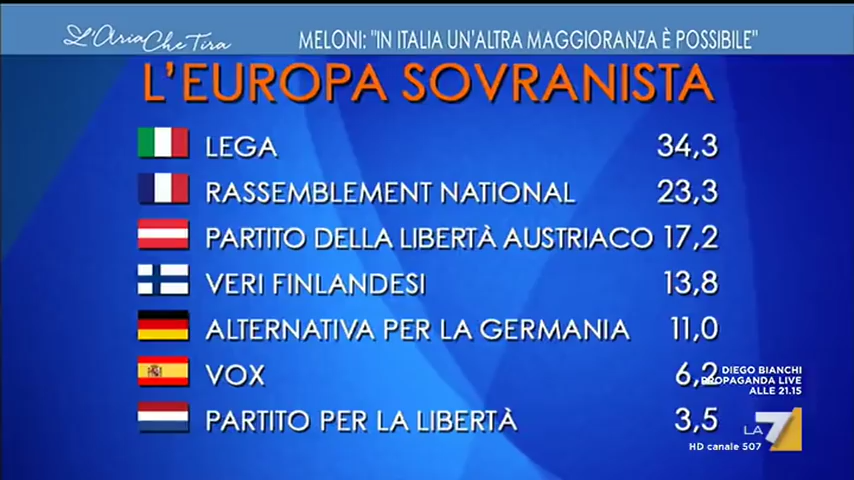 L'Aria Che Tira
MELONI: "IN ITALIA UN'ALTRA MAGGIORANZA È POSSIBILE"
L'EUROPA SOVRANISTA
LEGA 34,3
RASSEMBLEMENT NATIONAL 23,3
PARTITO DELLA LIBERTÀ AUSTRIACO 17,2
VERI FINLANDESI 13,8
ALTERNATIVA PER LA GERMANIA 11,0
VOX 6,2
PARTITO PER LA LIBERTÀ 3,5
DIEGO BIANCHI
PROPAGANDA LIVE
ALLE 21.15
LA 7
HD canale 507